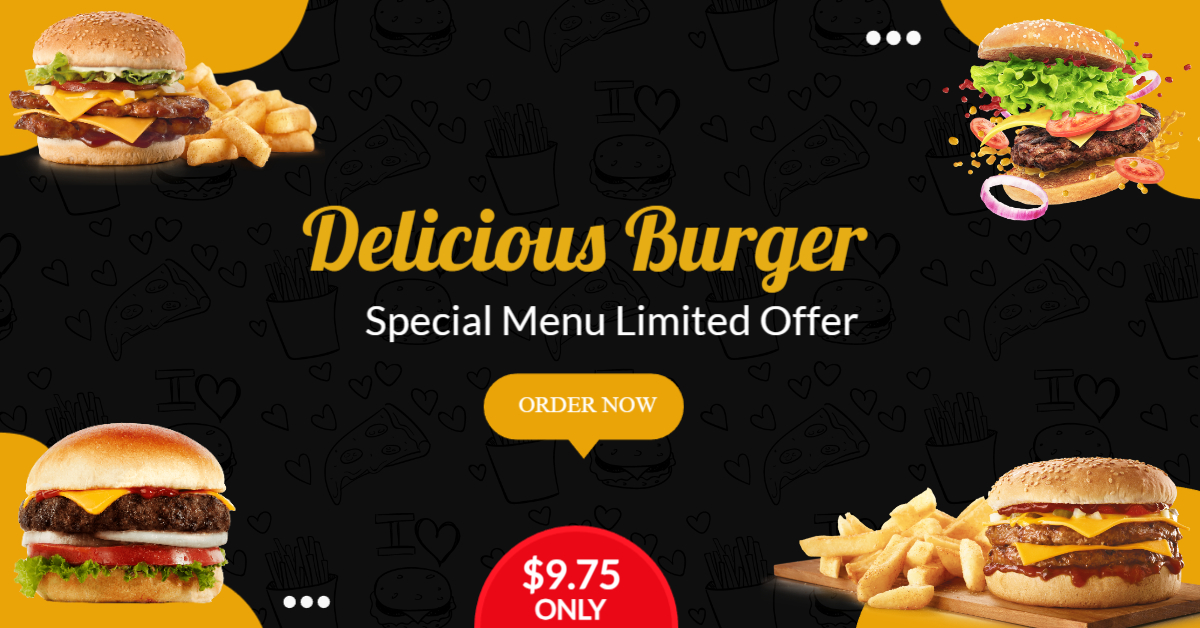 Delicious Burger
Special Menu Limited Offer
ORDER NOW
$9.75
ONLY